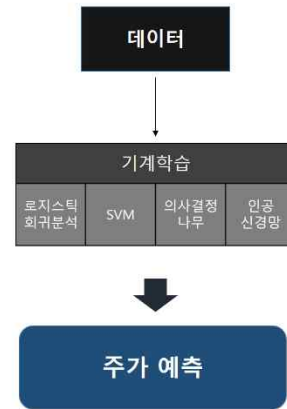 데이터
기계학습
로지스틱
회귀분석
SVM
의사결정
나무
인공
신경망
주가 예측